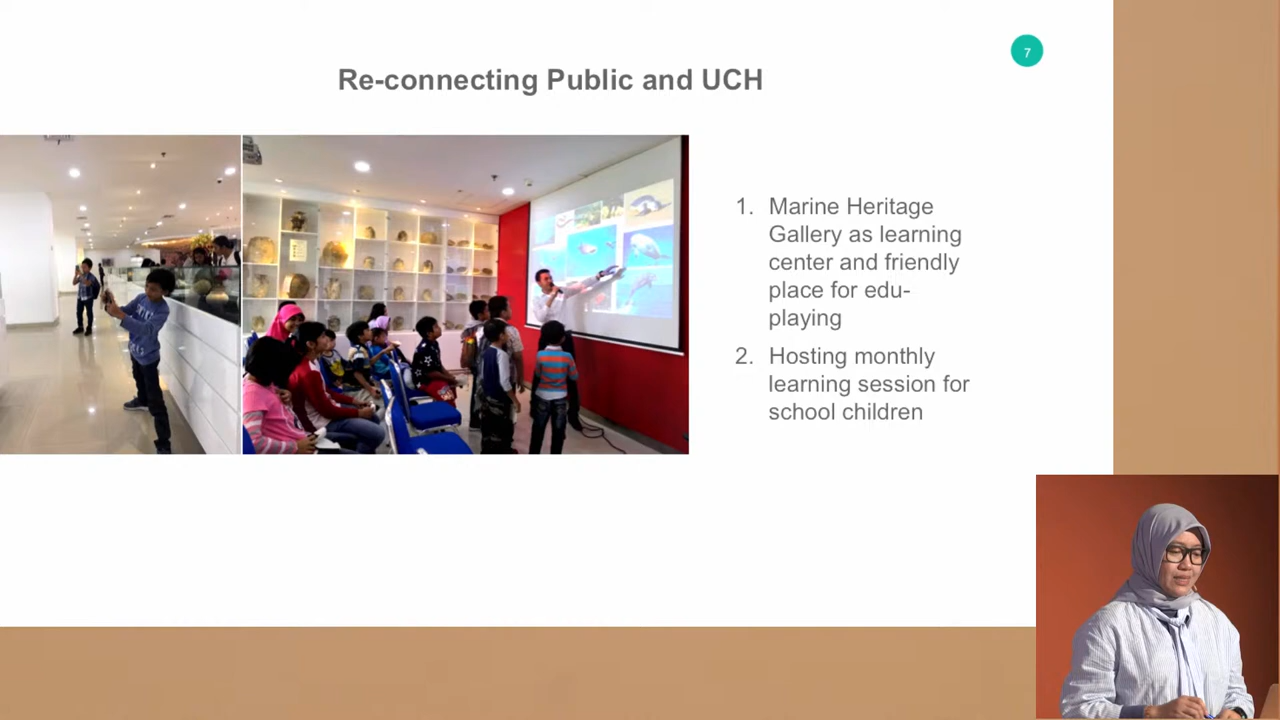 7
Re-connecting Public and UCH
1. Marine Heritage
Gallery as learning
center and friendly
place for edu-
playing
2. Hosting monthly
learning session for
school children